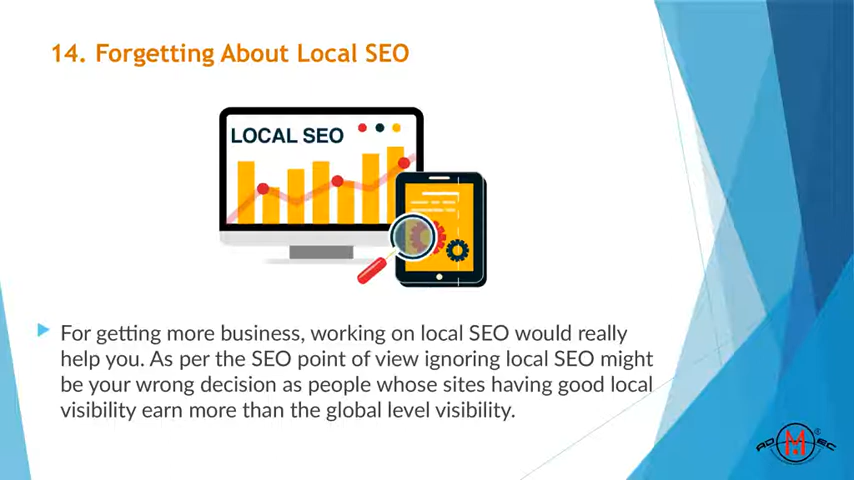 14. Forgetting About Local SEO
LOCAL SEO
For getting more business, working on local SEO would really
help you. As per the SEO point of view ignoring local SEO might
be your wrong decision as people whose sites having good local
visibility earn more than the global level visibility.
AD M EC
®